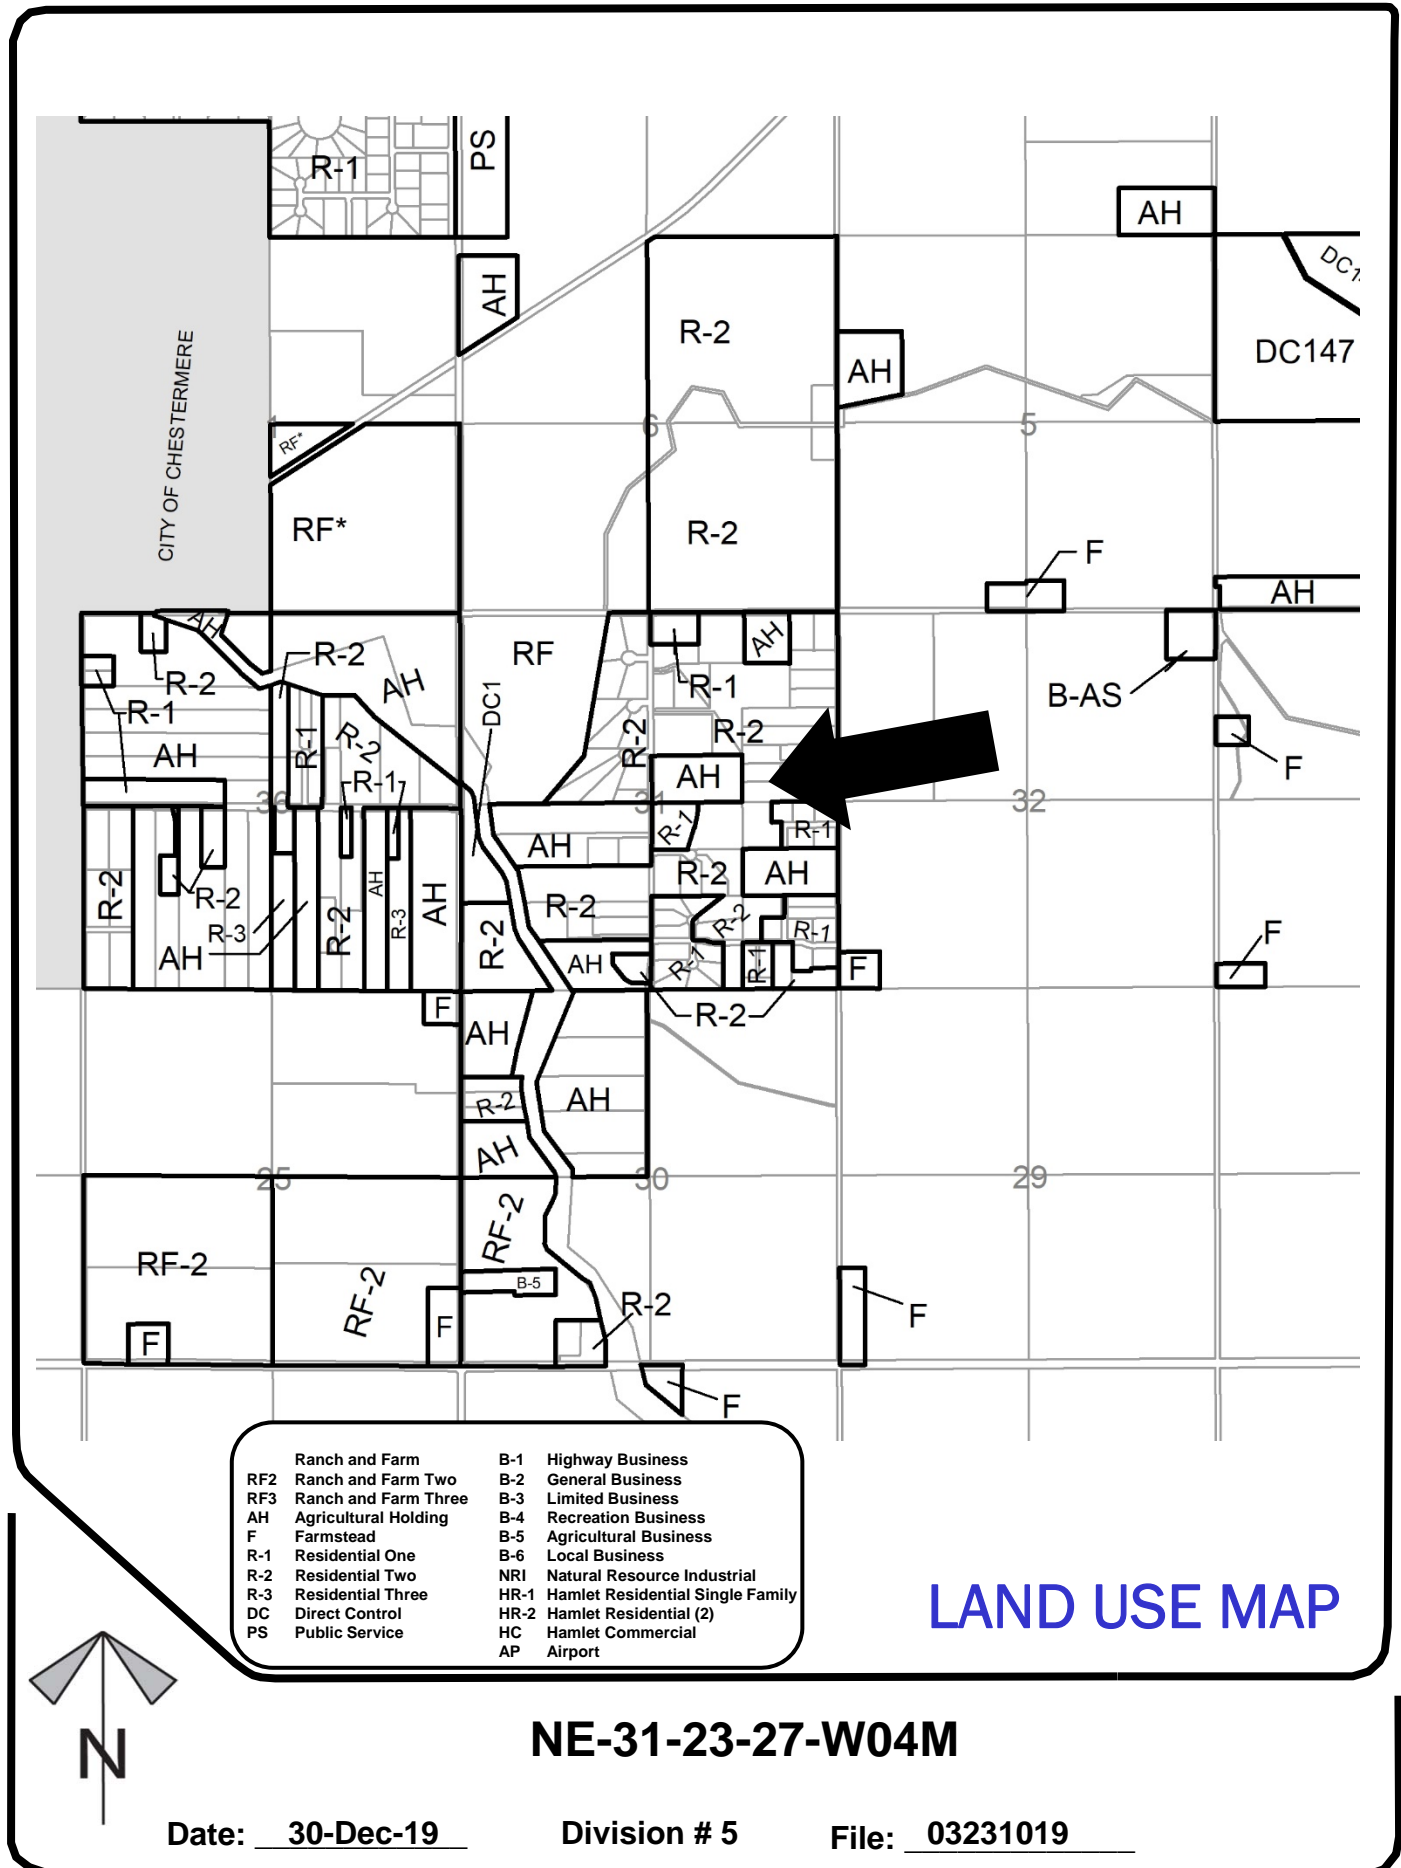 R-1
PS
AH
AH
DC1
R-2
DC147
AH
CITY OF CHESTERMERE
1
6
5
RF*
RF*
R-2
F
AH
AH
R-2
RF
AH
R-2
R-1
B-AS
R-2
AH
DC1
R-1
R-1
R-2
R-2
R-2
AH
AH
R-1
F
36
31
32
R-1
R-1
AH
R-2
AH
R-2
AH
R-2
R-2
R-3
AH
R-2
R-3
AH
R-2
R-2
R-1
F
AH
R-2
AH
R-1
R-1
F
F
AH
R-2
R-2
AH
AH
25
30
29
RF-2
RF-2
RF-2
B-5
R-2
F
F
F
F
Ranch and Farm
RF2 Ranch and Farm Two
RF3 Ranch and Farm Three
AH Agricultural Holding
F Farmstead
R-1 Residential One
R-2 Residential Two
R-3 Residential Three
DC Direct Control
PS Public Service
B-1 Highway Business
B-2 General Business
B-3 Limited Business
B-4 Recreation Business
B-5 Agricultural Business
B-6 Local Business
NRI Natural Resource Industrial
HR-1 Hamlet Residential Single Family
HR-2 Hamlet Residential (2)
HC Hamlet Commercial
AP Airport
LAND USE MAP
N
NE-31-23-27-W04M
Date: 30-Dec-19 Division # 5 File: 03231019